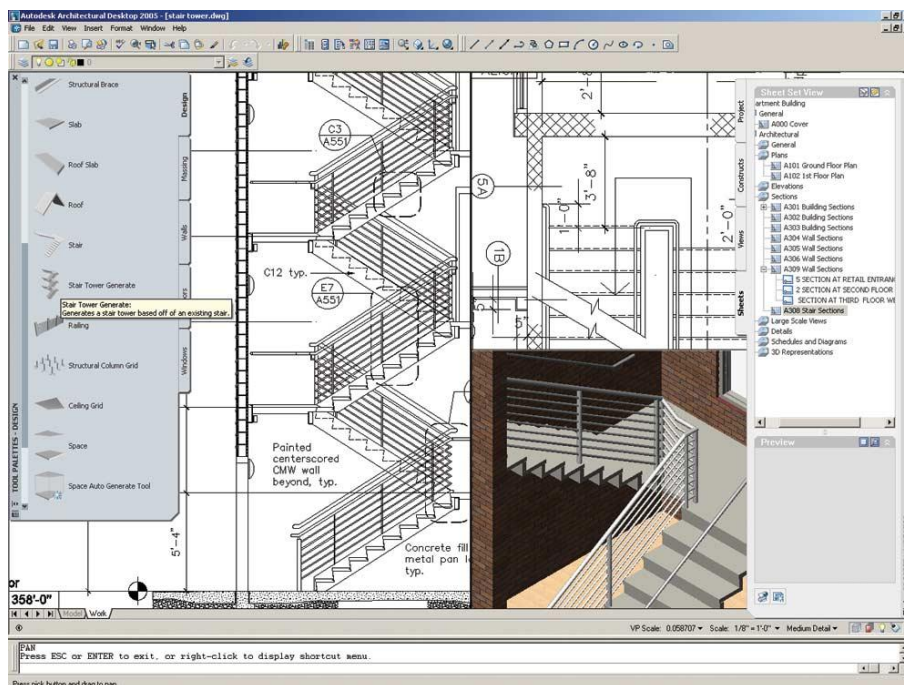 Autodesk Architectural Desktop 2005 - [stair tower.dwg]
File Edit View Insert Format Window Help
0
Structural Brace
Slab
Roof Slab
Roof
Stair
Stair Tower Generate
Stair Tower Generate:
Generates a stair tower based off of an existing stair.
Railing
Structural Column Grid
Ceiling Grid
Space
Space Auto Generate Tool
TOOL PALETTES - DESIGN
Design
Massing
Walls
Windows
C3
A551
C12 typ.
E7
A551
Painted
centerscored
CMW wall
beyond, typ.
Concrete fill
metal pan
typ.
5'-4"
358'-0"
5A
1B
3'-8"
1'-0"
2'-0"
Project
Constructs
Views
Sheets
Sheet Set View
artment Building
General
A000 Cover
Architectural
General
Plans
A101 Ground Floor Plan
A102 1st Floor Plan
Elevations
Sections
A301 Building Sections
A302 Building Sections
A303 Building Sections
A304 Wall Sections
A305 Wall Sections
A306 Wall Sections
A309 Wall Sections
5 SECTION AT RETAIL ENTRAN
2 SECTION AT SECOND FLOOR
SECTION AT THIRD FLOOR WI
A308 Stair Sections
Large Scale Views
Details
Schedules and Diagrams
3D Representations
Preview
Model Work
VP Scale: 0.058707 Scale: 1/8" = 1'-0" Medium Detail
PAN
Press ESC or ENTER to exit, or right-click to display shortcut menu.
Press pick button and drag to pan.